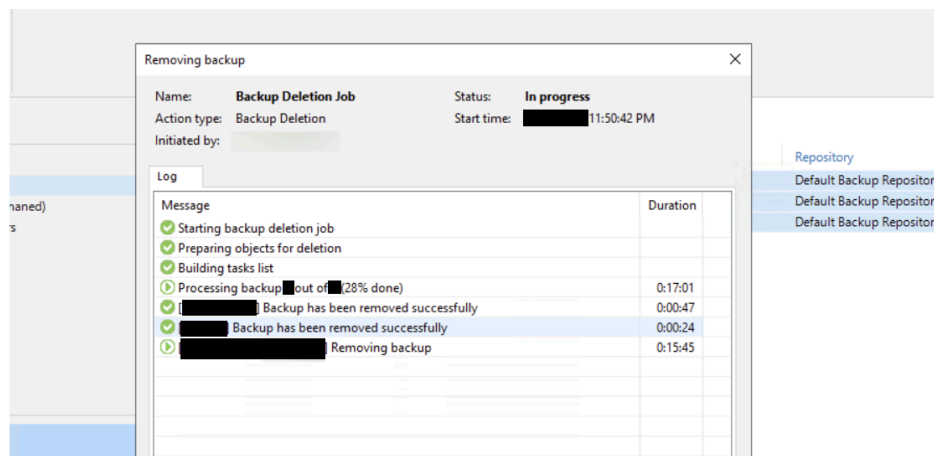 Removing backup
Name: Backup Deletion Job Status: In progress
Action type: Backup Deletion Start time: 11:50:42 PM
Initiated by:
Repository
Log
Default Backup Repositor
Message Duration
haned) Default Backup Repositor
rs Starting backup deletion job Default Backup Repositor
Preparing objects for deletion
Building tasks list
Processing backup out of (28% done) 0:17:01
[ ] Backup has been removed successfully 0:00:47
[ ] Backup has been removed successfully 0:00:24
[ ] Removing backup 0:15:45